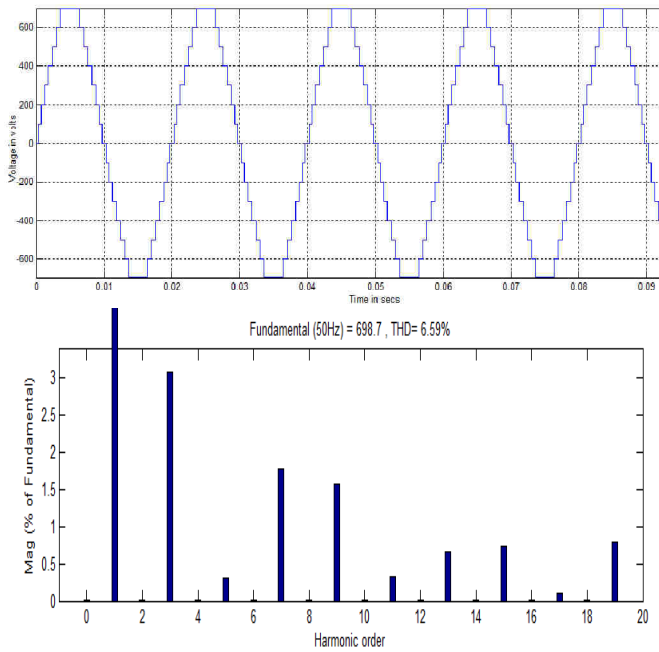 600
400
200
0
-200
-400
-600
Voltage in volts
0 0.01 0.02 0.03 0.04 0.05 0.06 0.07 0.08 0.09
Time in secs
Fundamental (50Hz) = 698.7 , THD= 6.59%
3
2.5
2
1.5
1
0.5
0
Mag (% of Fundamental)
0 2 4 6 8 10 12 14 16 18 20
Harmonic order